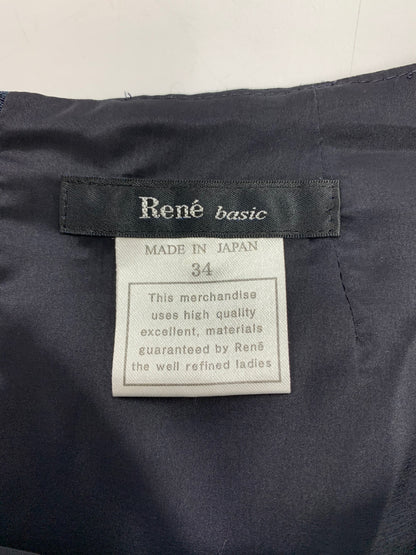 René basic
MADE IN JAPAN
34
This merchandise
uses high quality
excellent, materials
guaranteed by René
the well refined ladies